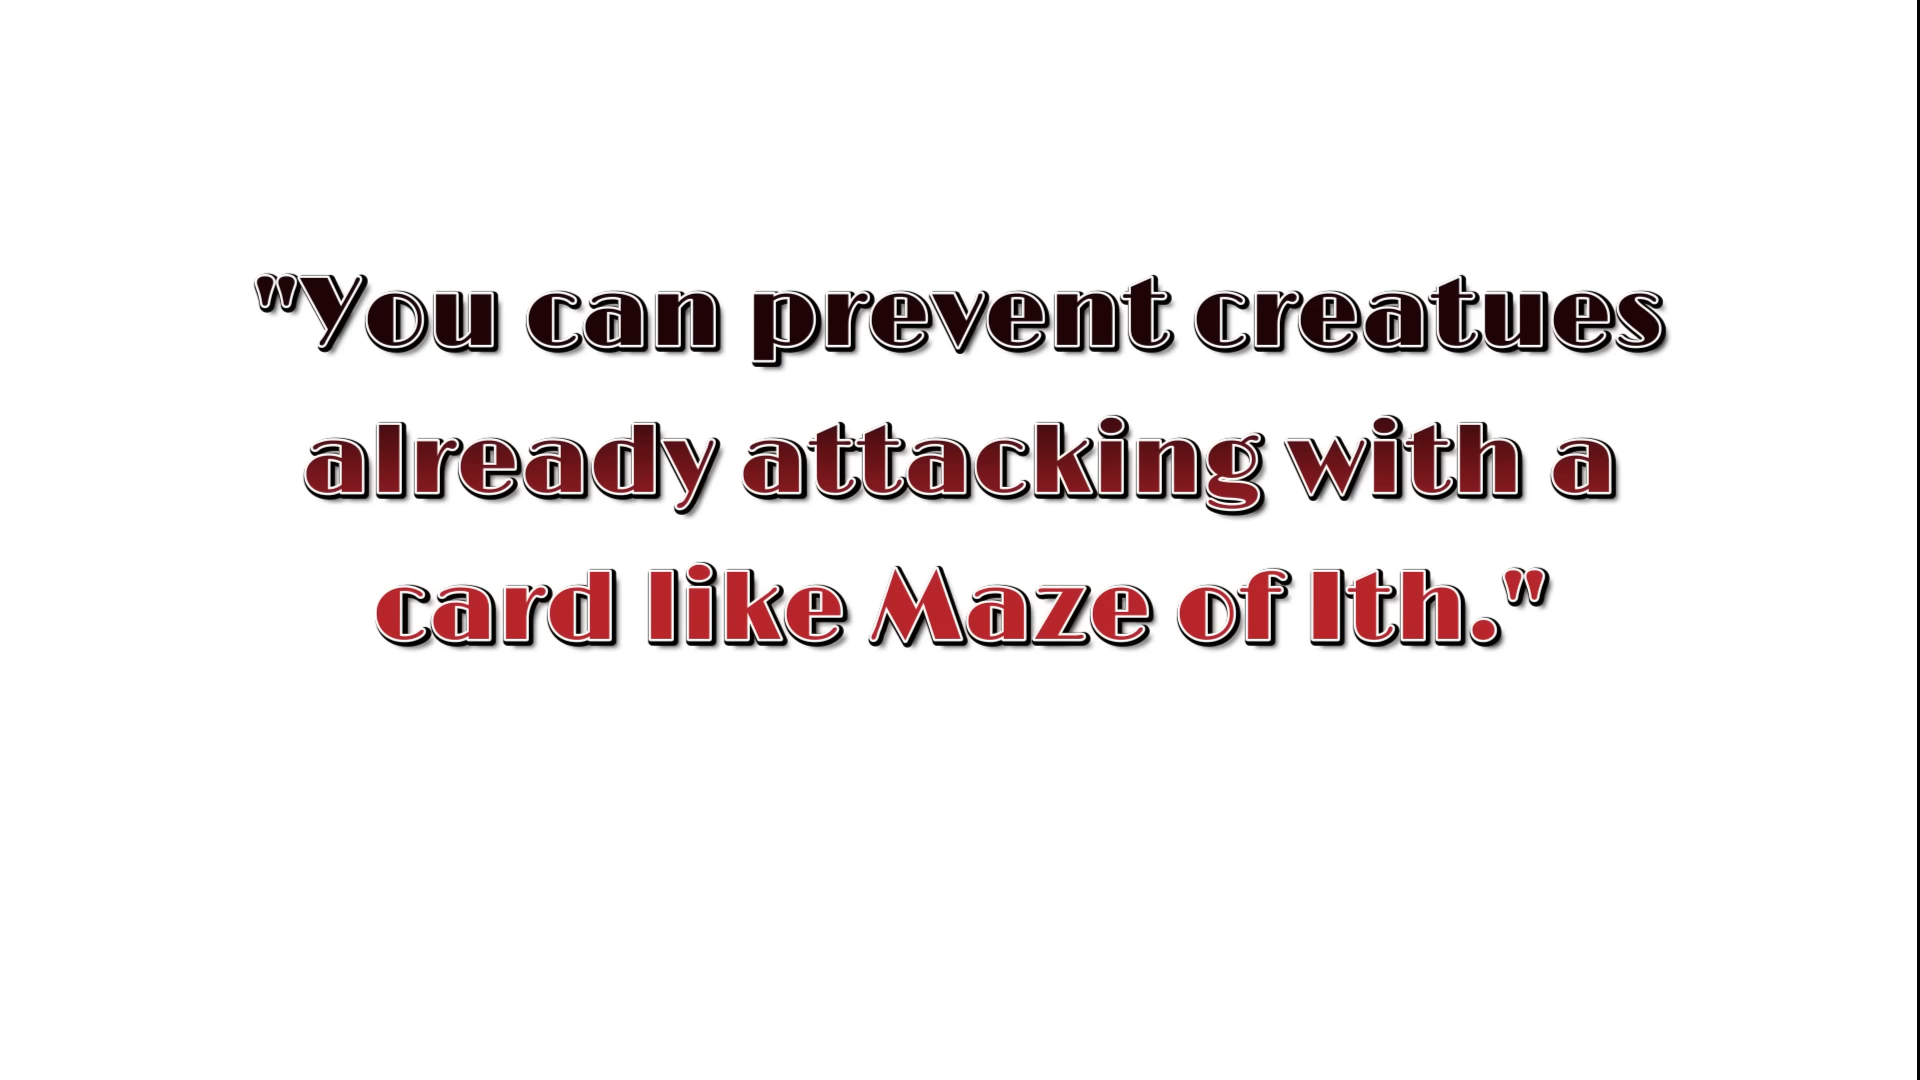 "You can prevent creatues
already attacking with a
card like Maze of Ith."